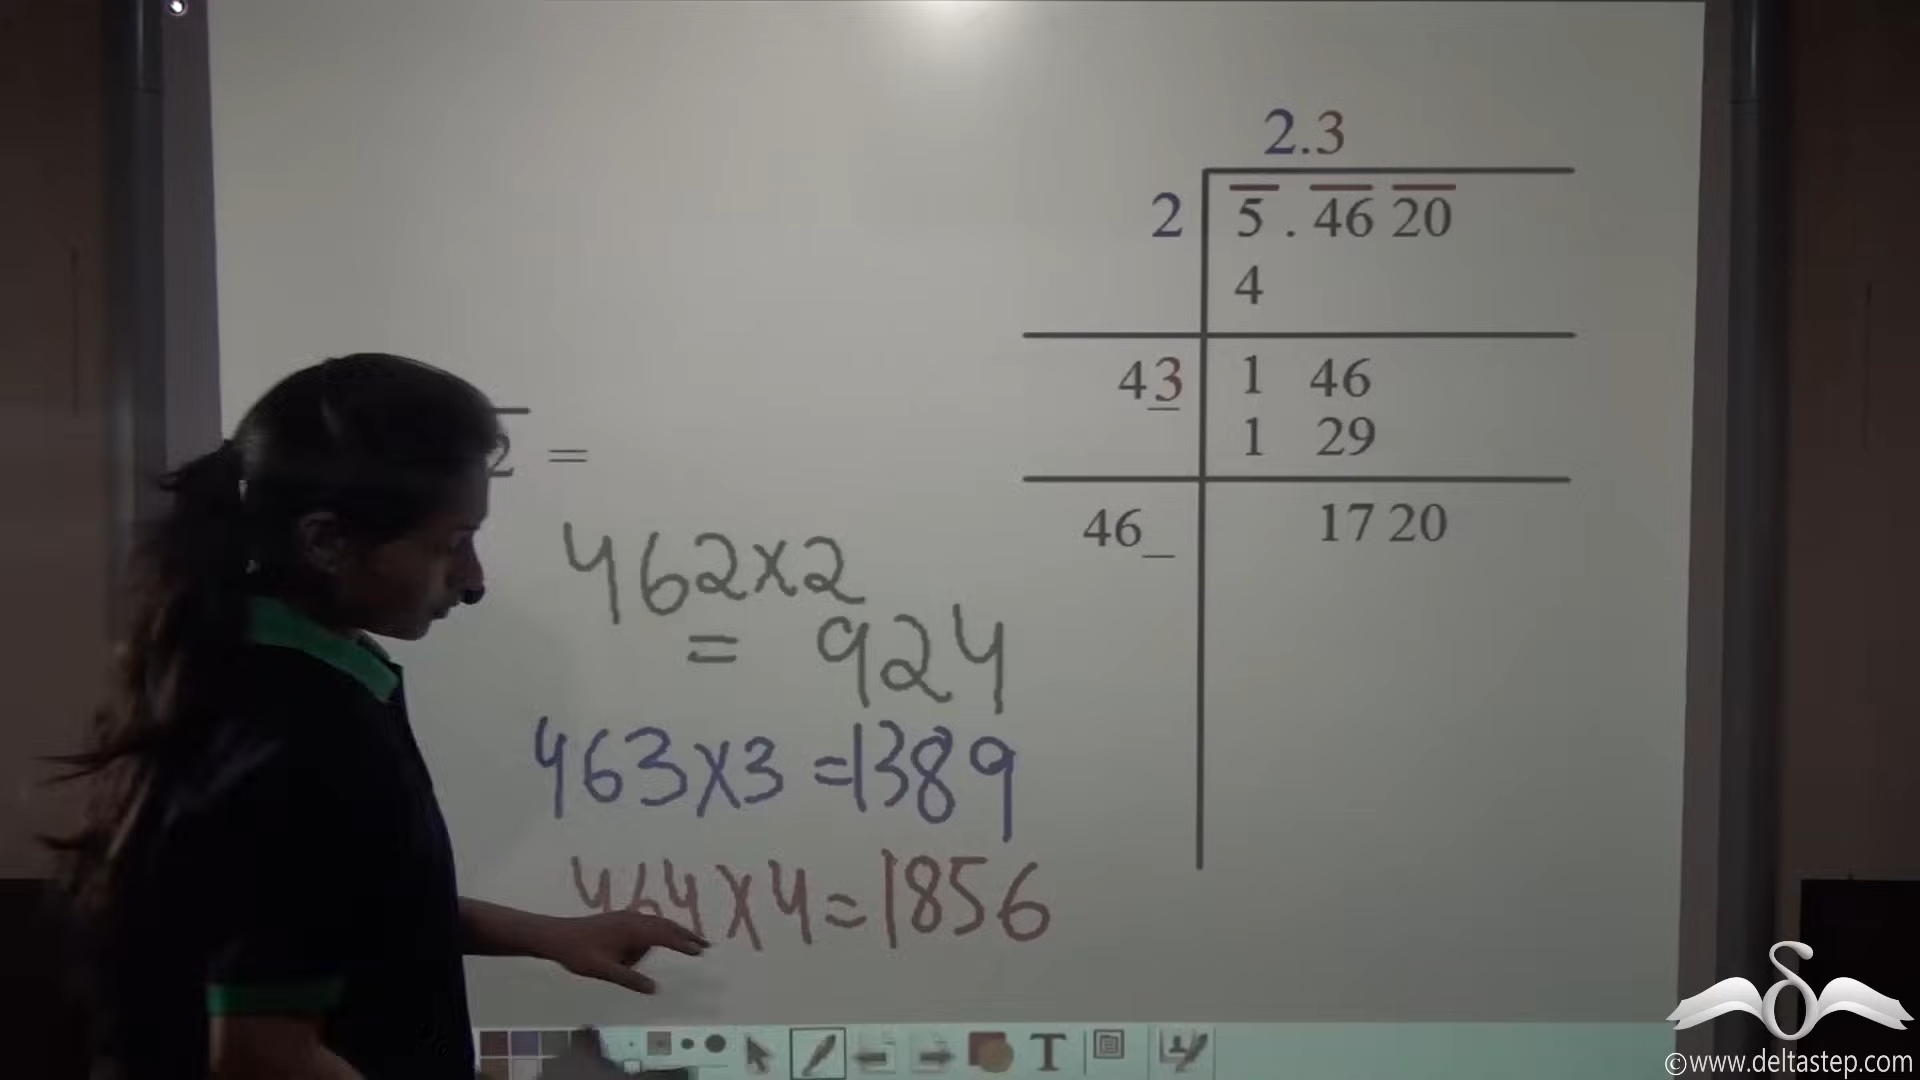 2.3
2 5 . 46 20
4
43 1 46
1 29
46_ 17 20
2 =
462x2
= 924
463x3 =1389
464x4=1856
T
©www.deltastep.com